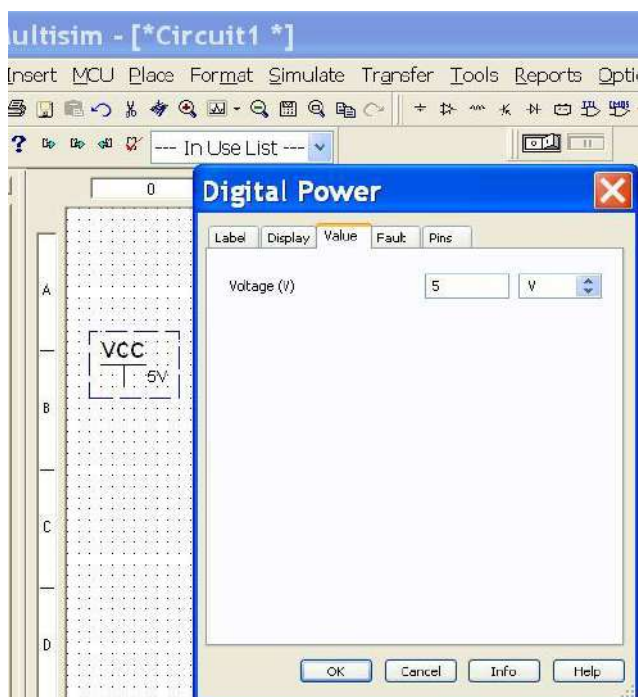 ultisim - [*Circuit1 *]
Insert MCU Place Format Simulate Transfer Tools Reports Opti
? --- In Use List ---
0
Digital Power
Label Display Value Fault Pins
Voltage (V) 5 V
A
VCC
5V
B
C
D
OK Cancel Info Help